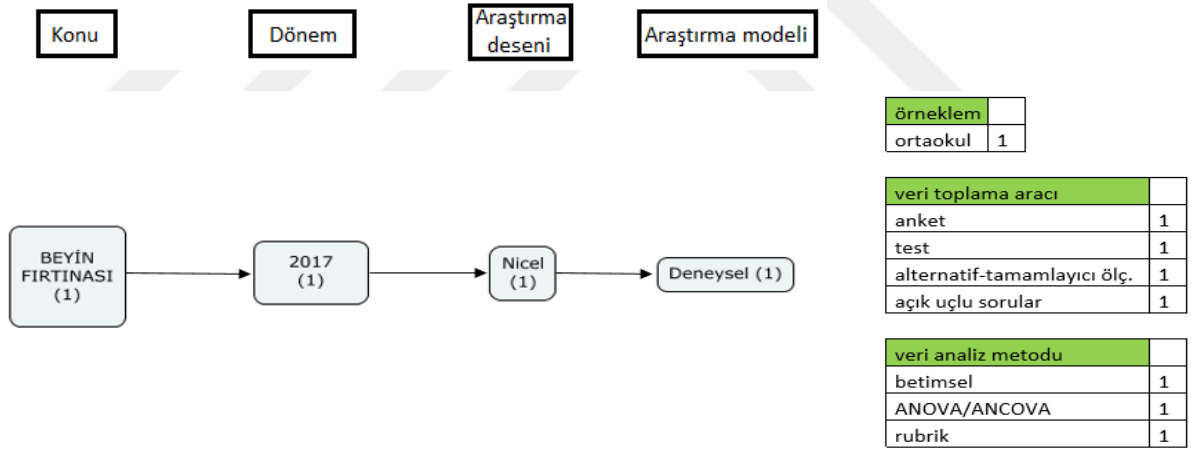 Konu
Dönem
Araştırma
deseni
Araştırma modeli
BEYİN
FIRTINASI
(1)
2017
(1)
Nicel
(1)
Deneysel (1)
örneklem
ortaokul 1
veri toplama aracı
anket 1
test 1
alternatif-tamamlayıcı ölç. 1
açık uçlu sorular 1
veri analiz metodu
betimsel 1
ANOVA/ANCOVA 1
rubrik 1